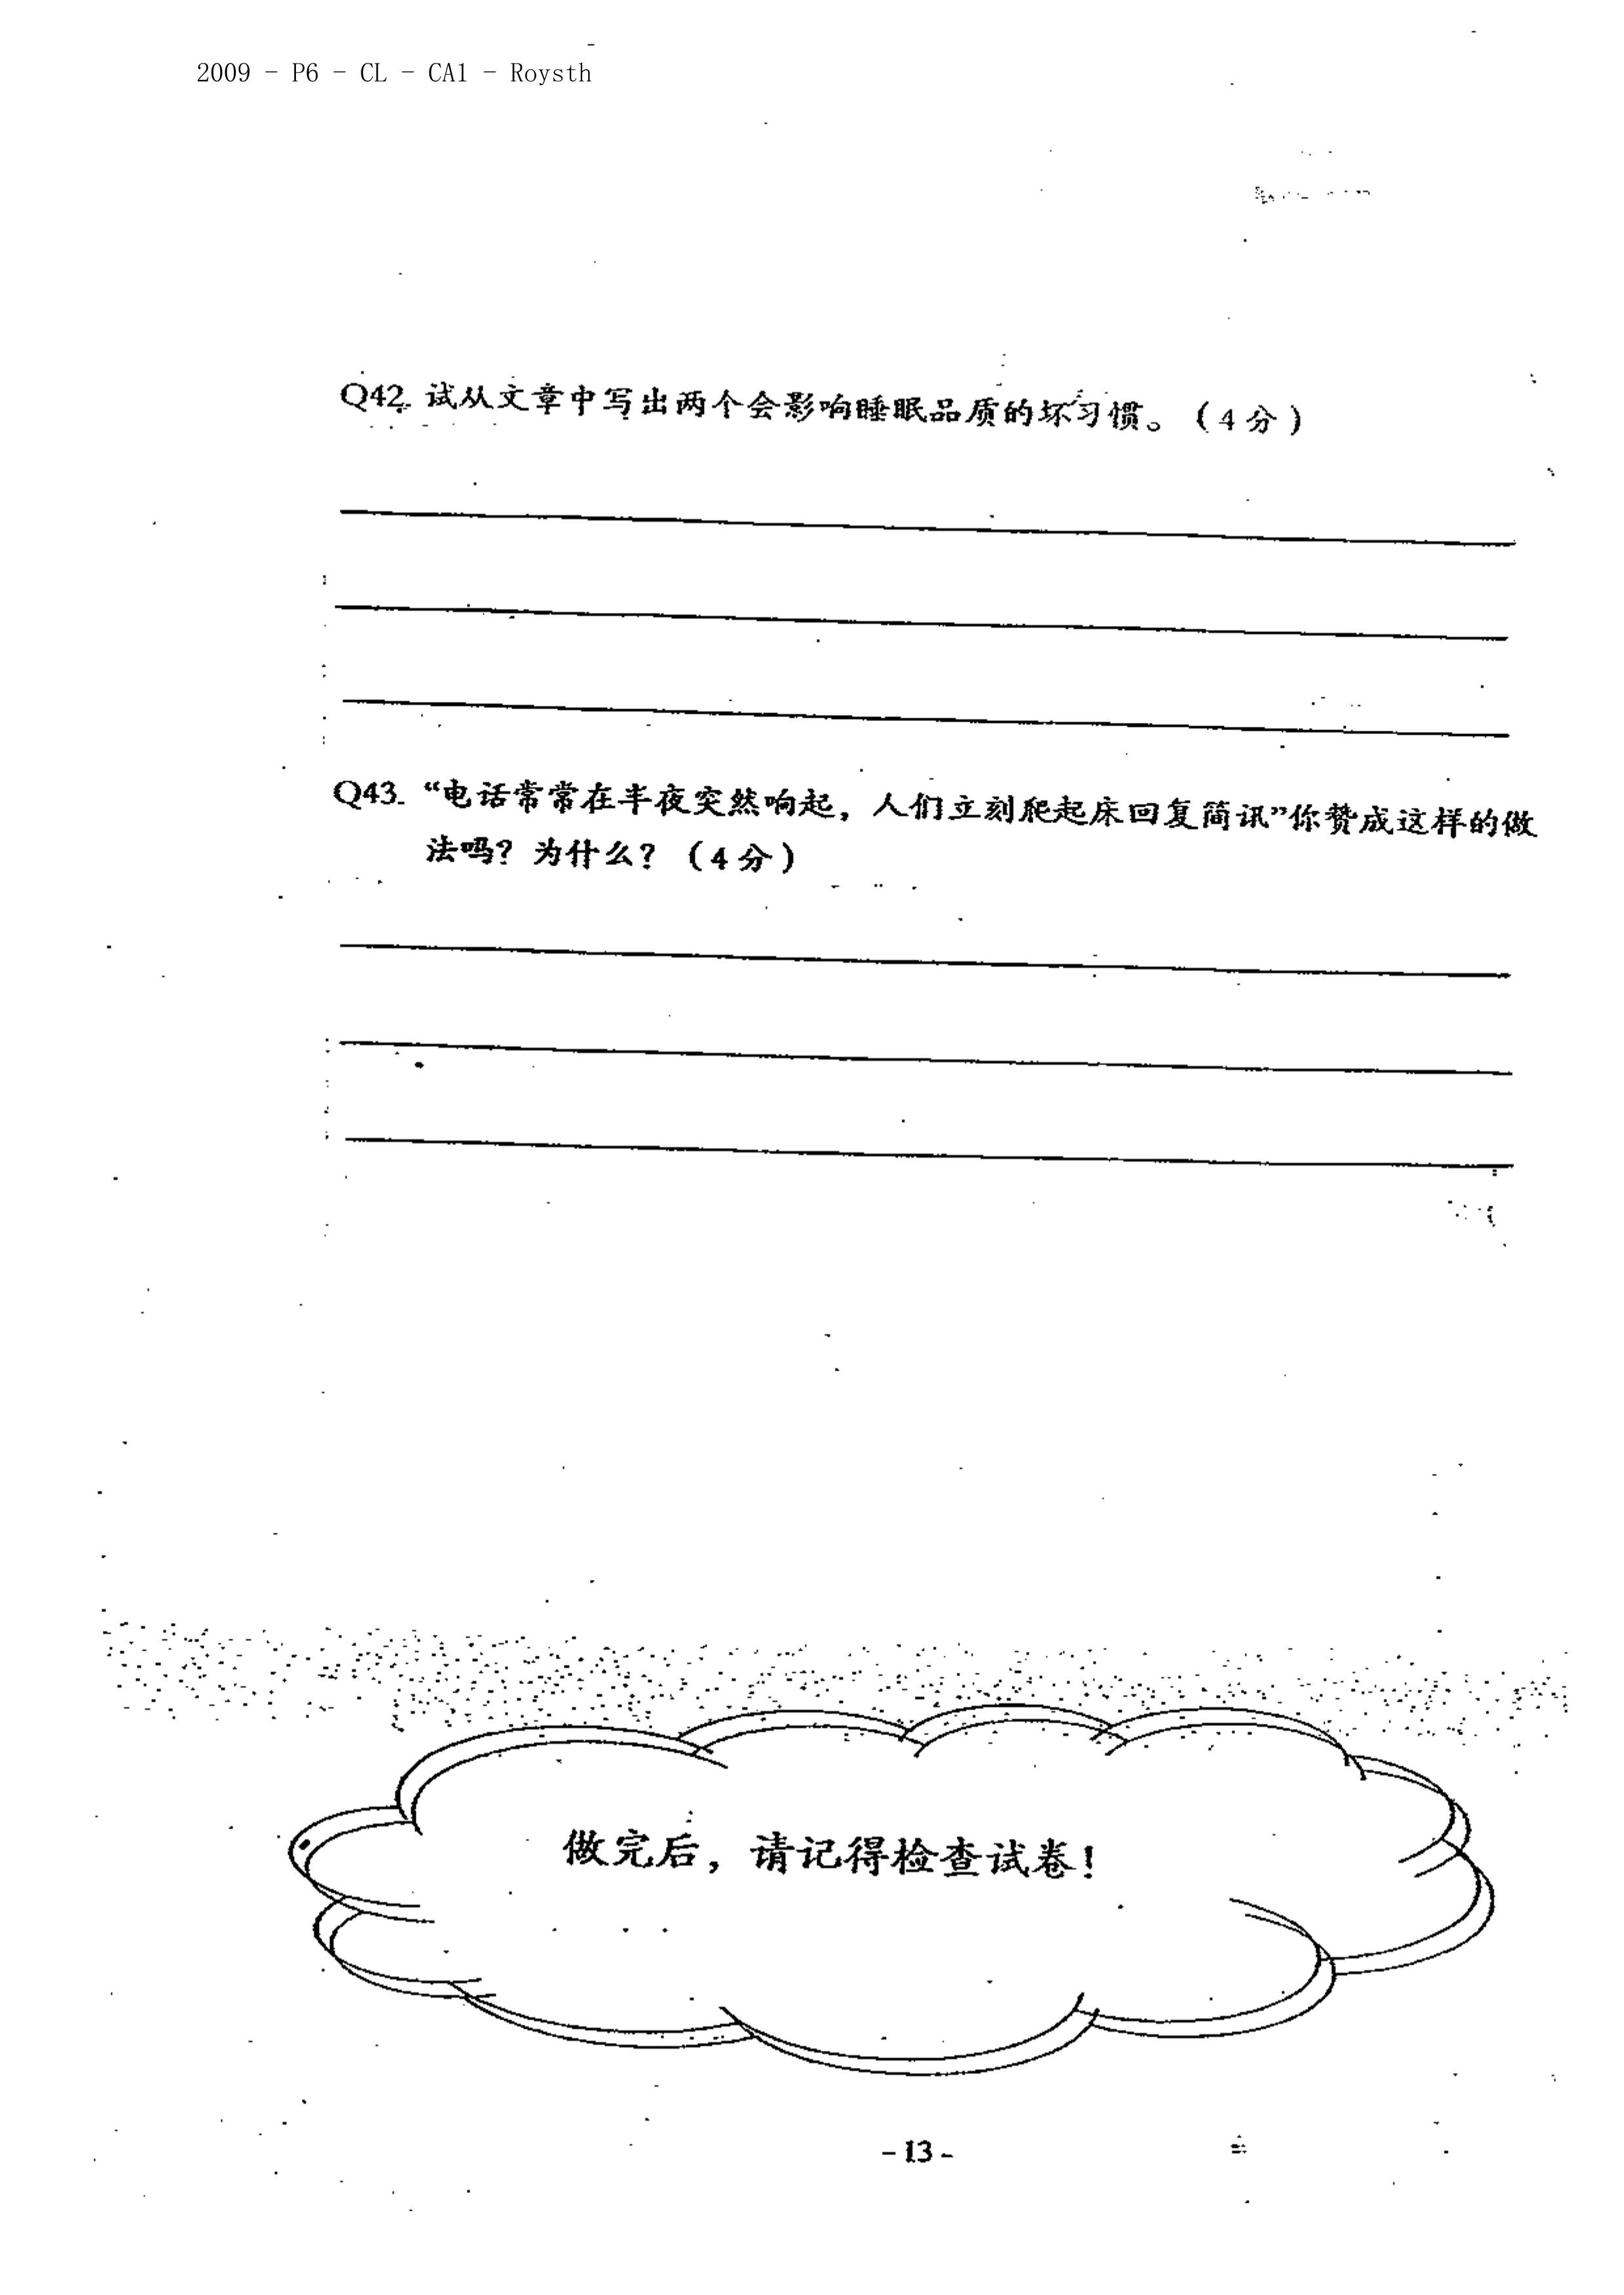 2009 - P6 - CL - CA1 - Roysth
Q42. 试从文章中写出两个会影响睡眠品质的坏习惯。(4分)
Q43. “电话常常在半夜突然响起，人们立刻爬起床回复简讯”你赞成这样的做
法吗？为什么？(4分)
做完后，请记得检查试卷！
-13-